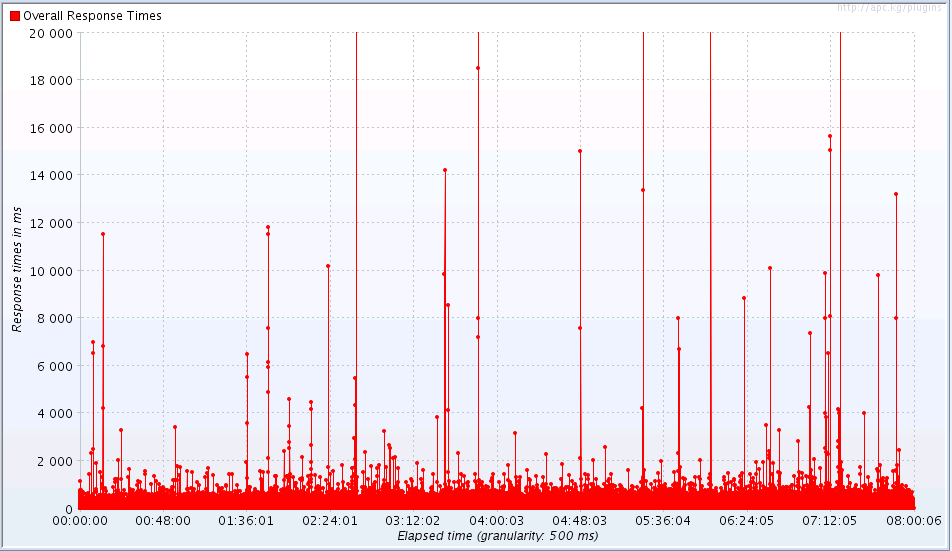 http://apc.kg/plugins
Overall Response Times
20 000
18 000
16 000
14 000
12 000
10 000
8 000
6 000
4 000
2 000
0
Response times in ms
00:00:00 00:48:00 01:36:01 02:24:01 03:12:02 04:00:03 04:48:03 05:36:04 06:24:05 07:12:05 08:00:06
Elapsed time (granularity: 500 ms)